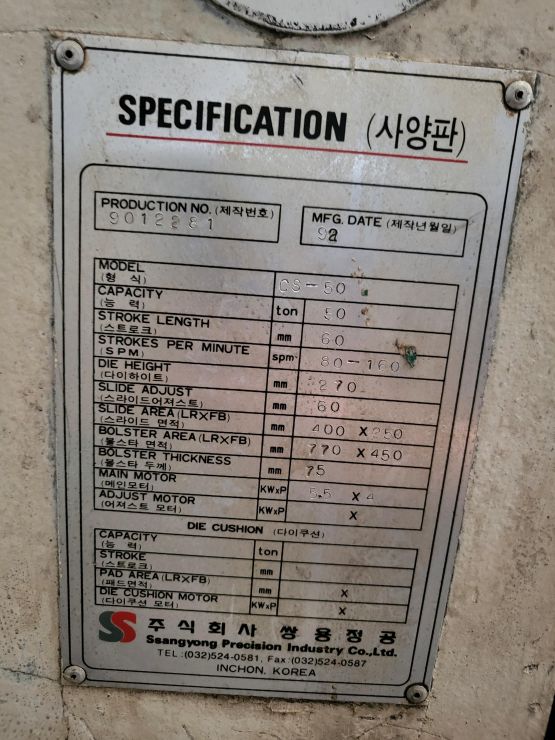 SPECIFICATION (사양판)
PRODUCTION NO. (제작번호)
9012281
MFG. DATE (제작년월일)
92
MODEL
(형 식) CS-50
CAPACITY
(능 력) ton 50
STROKE LENGTH
(스트로크) mm 60
STROKES PER MINUTE
(SPM) spm 80-160
DIE HEIGHT
(다이하이트) mm 270
SLIDE ADJUST
(스라이드어져스트) mm 60
SLIDE AREA (LR×FB)
(스라이드 면적) mm 400 × 250
BOLSTER AREA (LR×FB)
(볼스타 면적) mm 770 × 450
BOLSTER THICKNESS
(볼스타 두께) mm 75
MAIN MOTOR
(메인모터) KW×P 5.5 × 4
ADJUST MOTOR
(어져스트 모터) KW×P ×
DIE CUSHION (다이쿠션)
CAPACITY
(능 력) ton
STROKE
(스트로크) mm
PAD AREA (LR×FB)
(패드면적) mm ×
DIE CUSHION MOTOR
(다이쿠션 모터) KW×P ×
SS 주식회사 쌍용정공
Ssangyong Precision Industry Co.,Ltd.
TEL:(032)524-0581, Fax:(032)524-0587
INCHON, KOREA